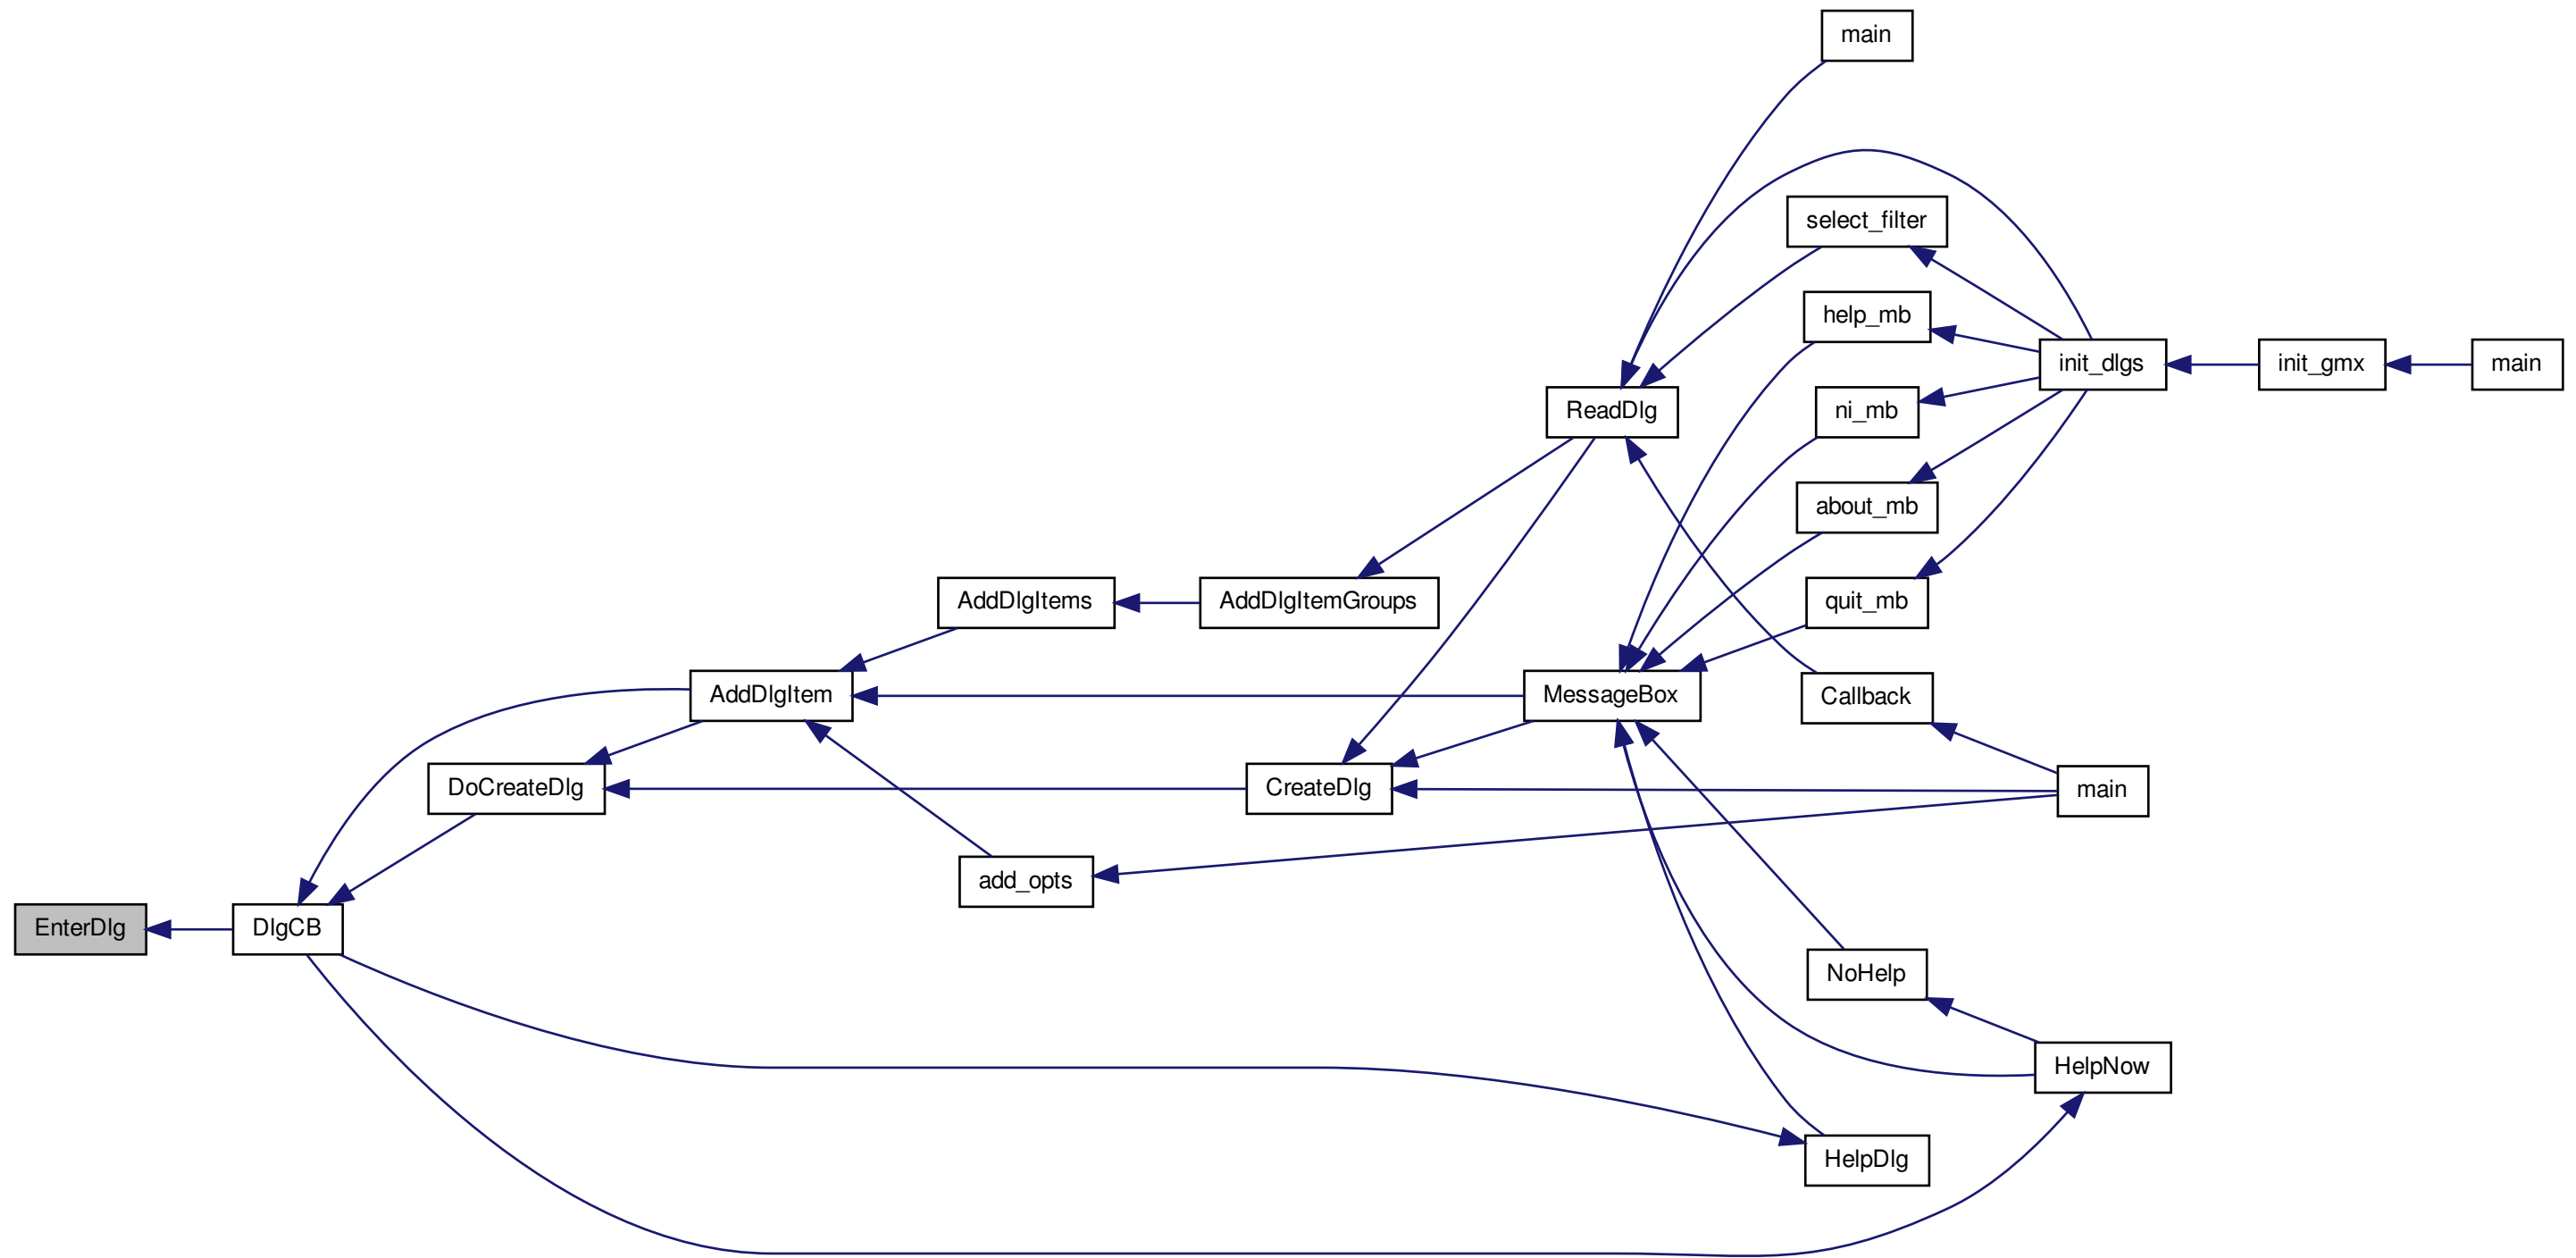 main
select_filter
help_mb
init_dlgs
init_gmx
main
ReadDlg
ni_mb
about_mb
AddDlgItems
AddDlgItemGroups
quit_mb
AddDlgItem
MessageBox
Callback
DoCreateDlg
CreateDlg
main
add_opts
EnterDlg
DlgCB
NoHelp
HelpNow
HelpDlg